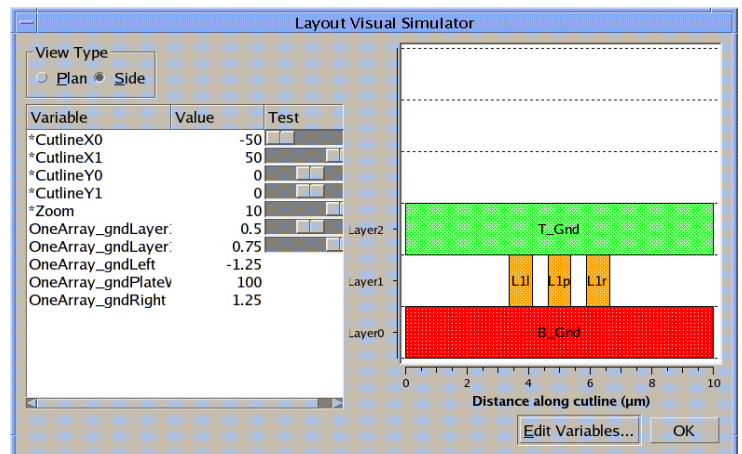 Layout Visual Simulator
View Type
Plan Side
Variable Value Test
*CutlineX0 -50
*CutlineX1 50
*CutlineY0 0
*CutlineY1 0
*Zoom 10
OneArray_gndLayer 0.5
OneArray_gndLayer 0.75
OneArray_gndLeft -1.25
OneArray_gndPlateV 100
OneArray_gndRight 1.25
Layer2
T_Gnd
Layer1
L1l L1p L1r
Layer0
B_Gnd
0 2 4 6 8 10
Distance along cutline (µm)
Edit Variables... OK